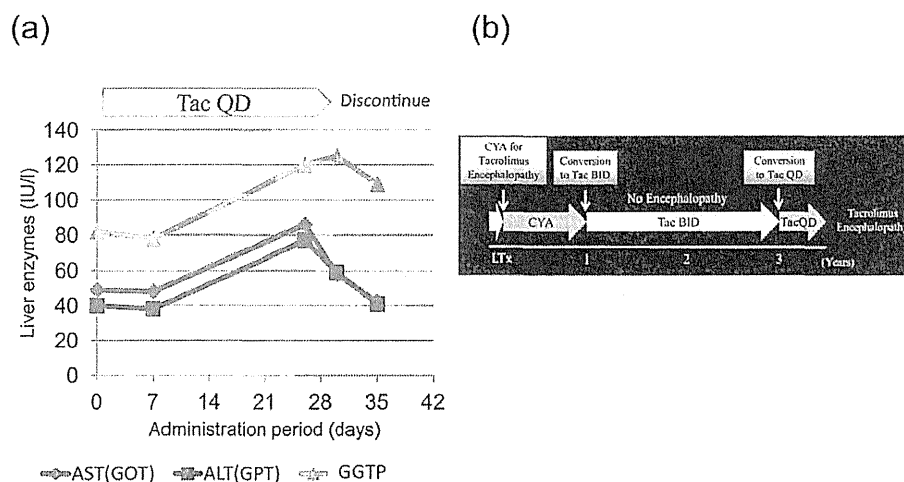 (a)
Tac QD
Discontinue
Liver enzymes (IU/l)
140
120
100
80
60
40
20
0
0 7 14 21 28 35 42
Administration period (days)
AST(GOT) ALT(GPT) GGTP
(b)
CYA for
Tacrolimus
Encephalopathy
Conversion
to Tac BID
Conversion
to Tac QD
No Encephalopathy
CYA
Tac BID
TacQD
Tacrolimus
Encephalopathy
LTx 1 2 3 (Years)